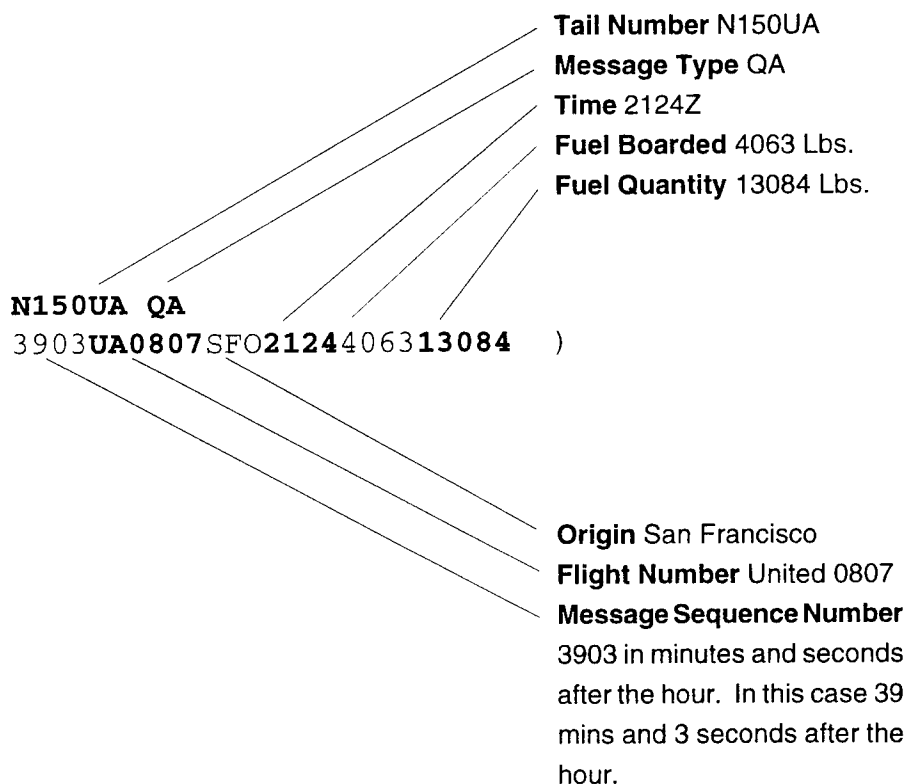 Tail Number N150UA
Message Type QA
Time 2124Z
Fuel Boarded 4063 Lbs.
Fuel Quantity 13084 Lbs.
N150UA QA
3903UA0807SFO2124406313084 )
Origin San Francisco
Flight Number United 0807
Message Sequence Number
3903 in minutes and seconds
after the hour. In this case 39
mins and 3 seconds after the
hour.